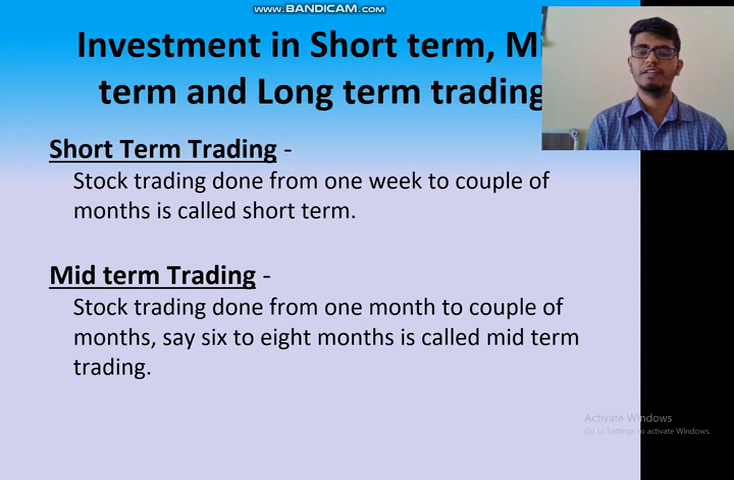 www.BANDICAM.com
Investment in Short term, M
term and Long term trading
Short Term Trading -
Stock trading done from one week to couple of
months is called short term.
Mid term Trading -
Stock trading done from one month to couple of
months, say six to eight months is called mid term
trading.
Activate Windows
Go to Settings to activate Windows.